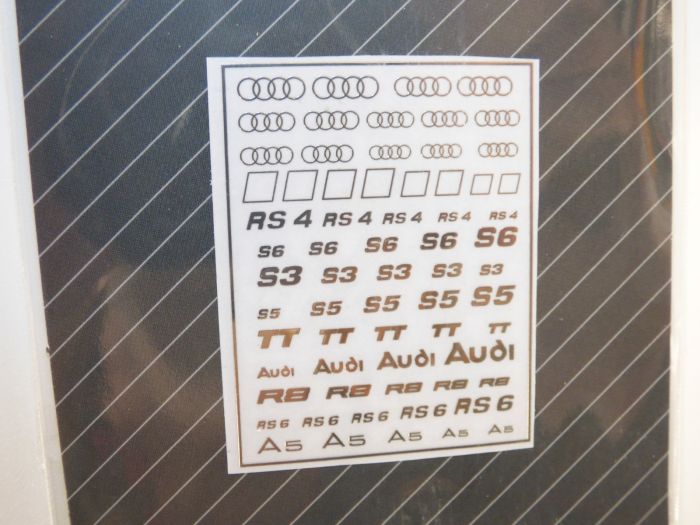 RS 4 RS 4 RS 4 RS 4 RS 4
S6 S6 S6 S6 S6
S3 S3 S3 S3 S3
S5 S5 S5 S5 S5
TT TT TT TT TT
Audi Audi Audi Audi
R8 R8 R8 R8 R8
RS 6 RS 6 RS 6 RS 6 RS 6
A5 A5 A5 A5 A5